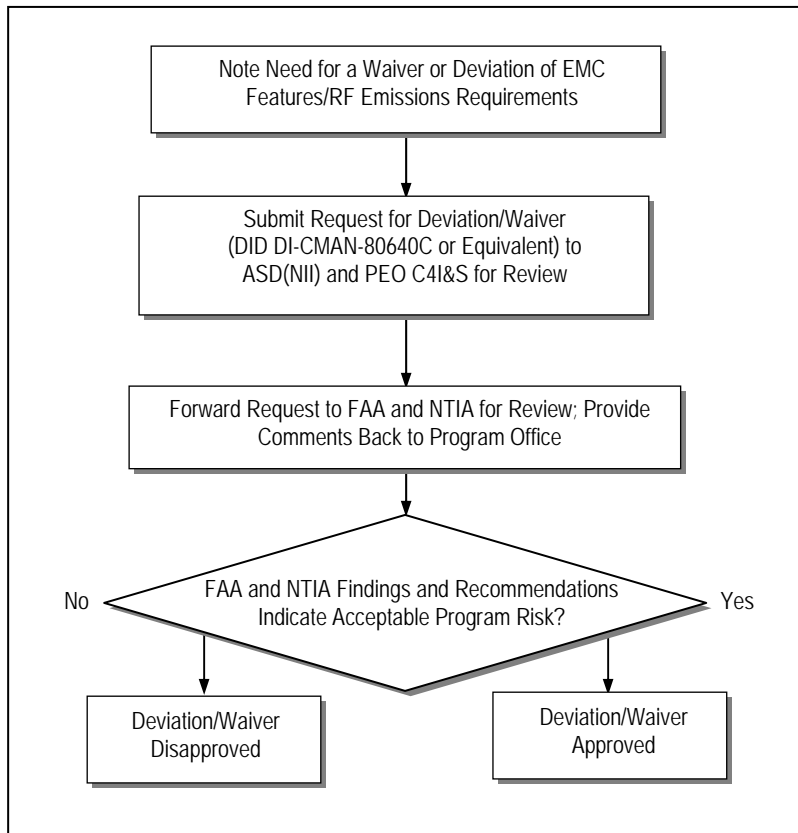 Note Need for a Waiver or Deviation of EMC
Features/RF Emissions Requirements
Submit Request for Deviation/Waiver
(DID DI-CMAN-80640C or Equivalent) to
ASD(NII) and PEO C4I&S for Review
Forward Request to FAA and NTIA for Review; Provide
Comments Back to Program Office
No
FAA and NTIA Findings and Recommendations
Indicate Acceptable Program Risk?
Yes
Deviation/Waiver
Disapproved
Deviation/Waiver
Approved